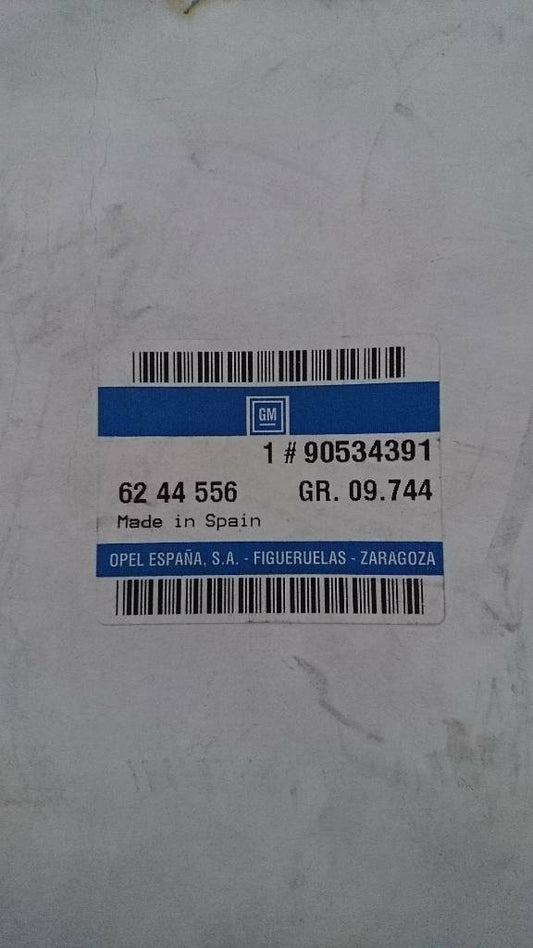 GM
1 # 90534391
62 44 556 GR. 09.744
Made in Spain
OPEL ESPAÑA, S.A. - FIGUERUELAS - ZARAGOZA